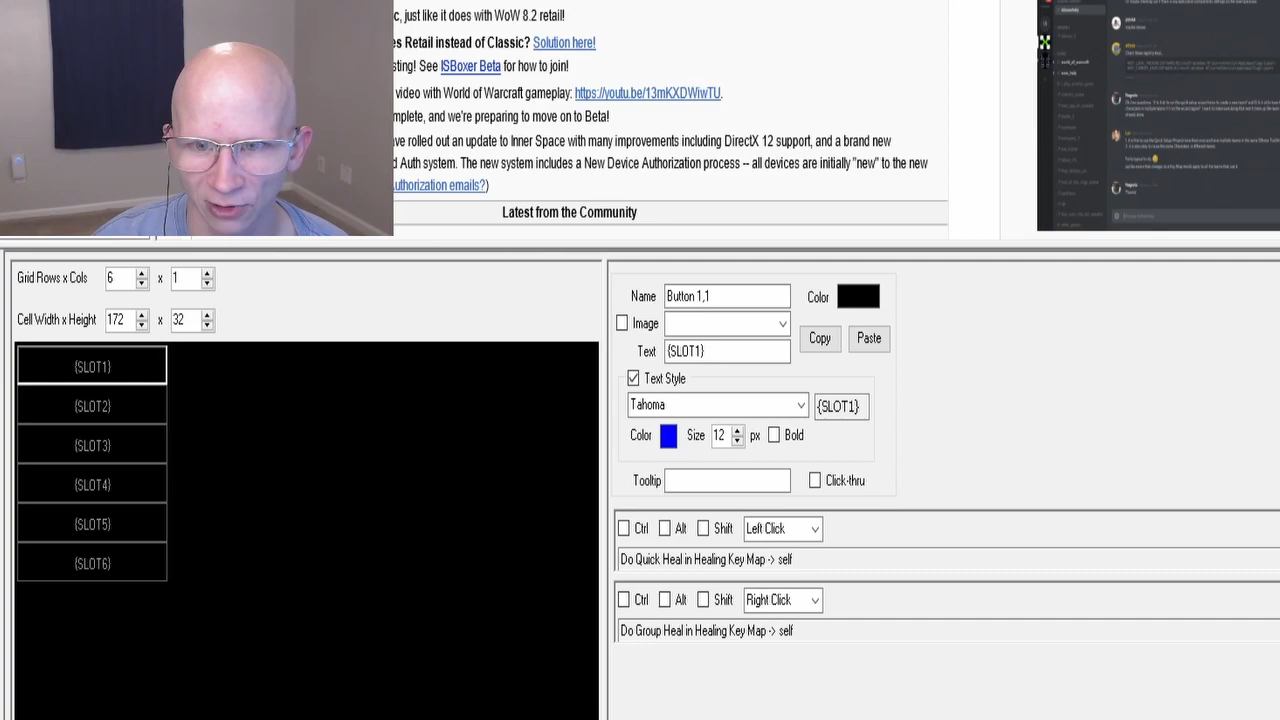 c, just like it does with WoW 8.2 retail!
es Retail instead of Classic? Solution here!
sting! See ISBoxer Beta for how to join!
video with World of Warcraft gameplay: https://youtu.be/13mKXDWiwTU.
mplete, and we're preparing to move on to Beta!
ve rolled out an update to Inner Space with many improvements including DirectX 12 support, and a brand new
d Auth system. The new system includes a New Device Authorization process -- all devices are initially "new" to the new
uthorization emails?)
Latest from the Community
Grid Rows x Cols 6 x 1
Cell Width x Height 172 x 32
{SLOT1}
{SLOT2}
{SLOT3}
{SLOT4}
{SLOT5}
{SLOT6}
Name Button 1,1 Color
Image
Copy Paste
Text {SLOT1}
Text Style
Tahoma {SLOT1}
Color Size 12 px Bold
Tooltip Click-thru
Ctrl Alt Shift Left Click
Do Quick Heal in Healing Key Map -> self
Ctrl Alt Shift Right Click
Do Group Heal in Healing Key Map -> self